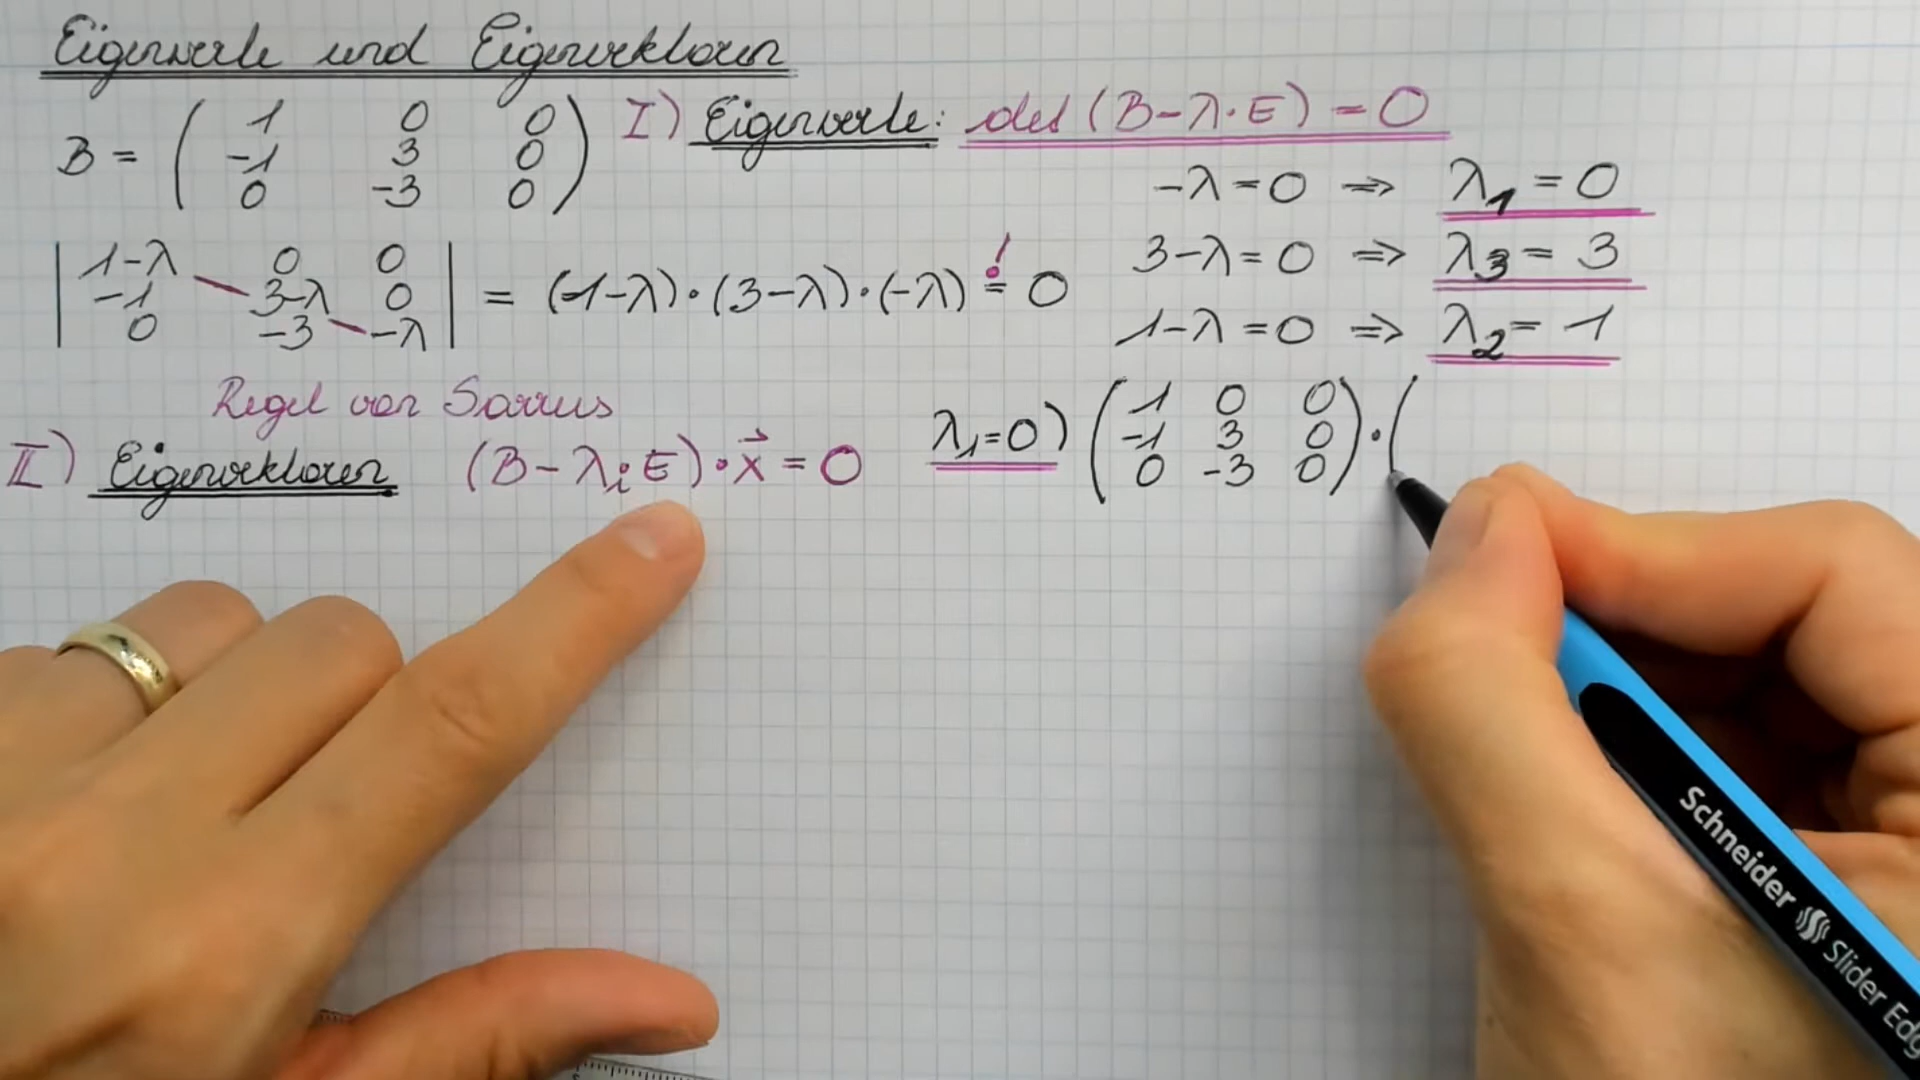 Eigenwerte und Eigenvektoren
B = ( 1 0 0
-1 3 0
0 -3 0 )
I) Eigenwerte: det (B-λ·E) = 0
-λ = 0 => λ1 = 0
3-λ = 0 => λ3 = 3
1-λ = 0 => λ2 = 1
| 1-λ 0 0
-1 3-λ 0
0 -3 -λ | = (1-λ)·(3-λ)·(-λ) = 0
!
Regel von Sarrus
II) Eigenvektoren (B-λi·E)·x⃗ = 0
λ1=0) ( 1 0 0
-1 3 0
0 -3 0 ) · (
Schneider Slider Edg